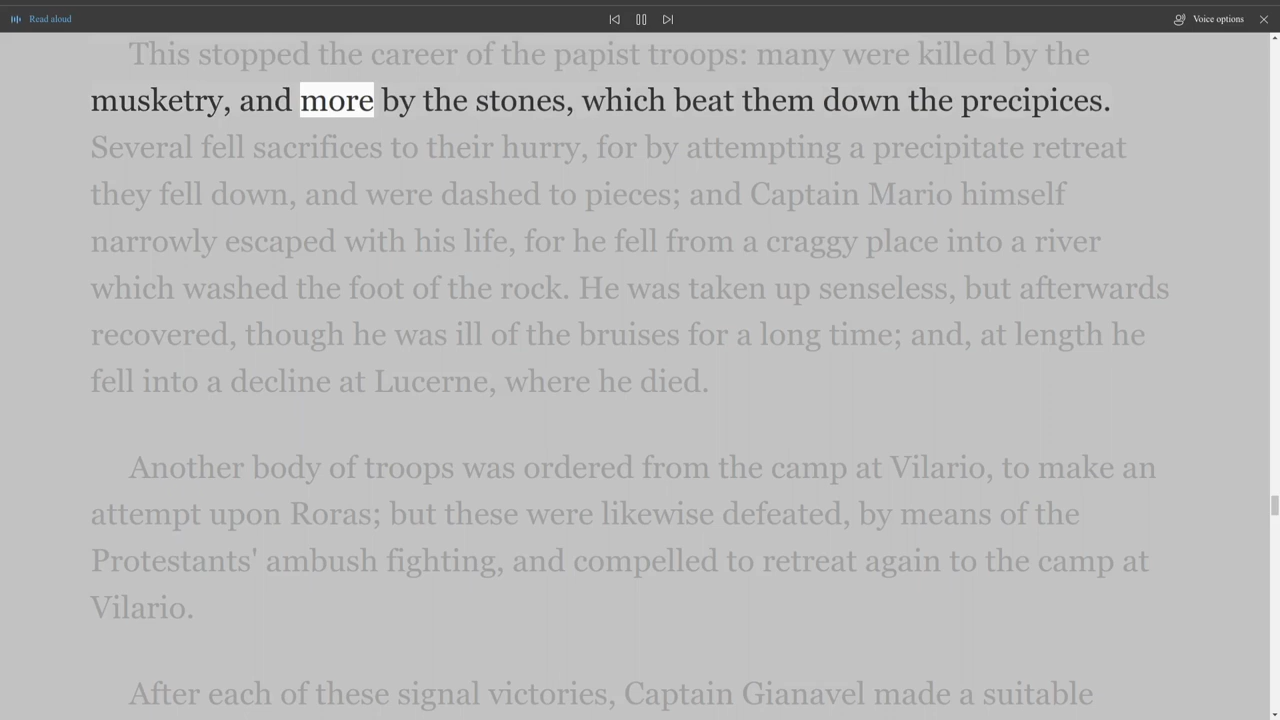 Read aloud
Voice options
This stopped the career of the papist troops: many were killed by the
musketry, and more by the stones, which beat them down the precipices.
Several fell sacrifices to their hurry, for by attempting a precipitate retreat
they fell down, and were dashed to pieces; and Captain Mario himself
narrowly escaped with his life, for he fell from a craggy place into a river
which washed the foot of the rock. He was taken up senseless, but afterwards
recovered, though he was ill of the bruises for a long time; and, at length he
fell into a decline at Lucerne, where he died.
Another body of troops was ordered from the camp at Vilario, to make an
attempt upon Roras; but these were likewise defeated, by means of the
Protestants' ambush fighting, and compelled to retreat again to the camp at
Vilario.
After each of these signal victories, Captain Gianavel made a suitable